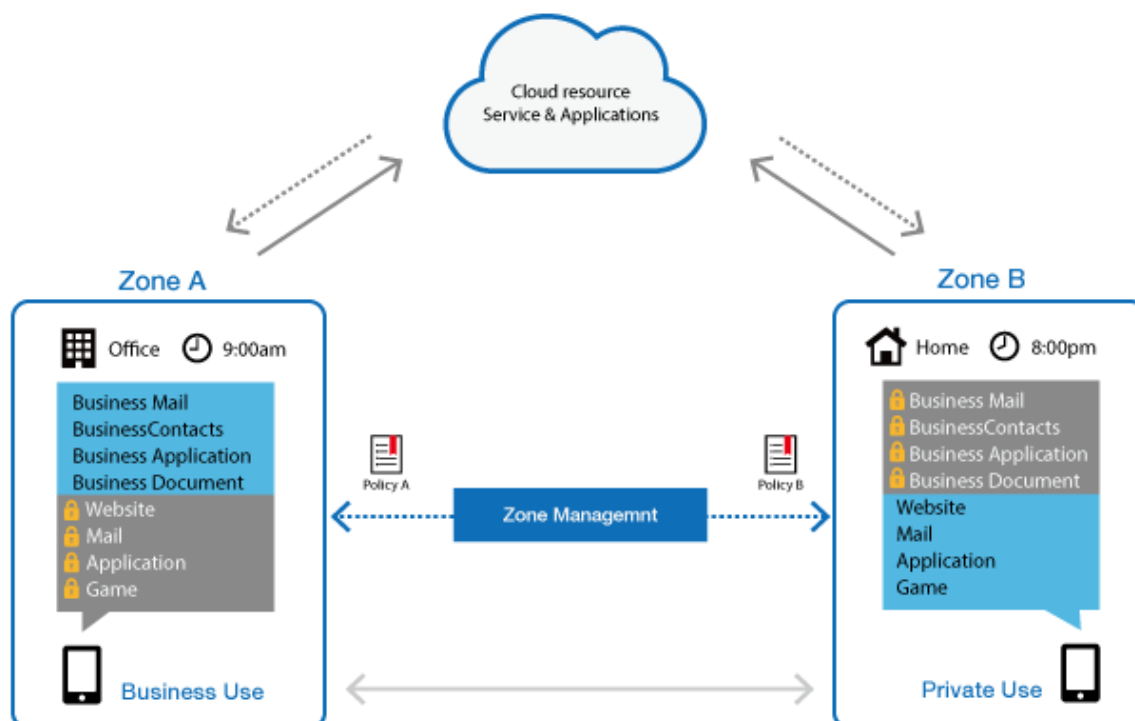 Cloud resource
Service & Applications
Zone A
Office 9:00am
Business Mail
BusinessContacts
Business Application
Business Document
Website
Mail
Application
Game
Business Use
Policy A
Zone Managemnt
Policy B
Zone B
Home 8:00pm
Business Mail
BusinessContacts
Business Application
Business Document
Website
Mail
Application
Game
Private Use